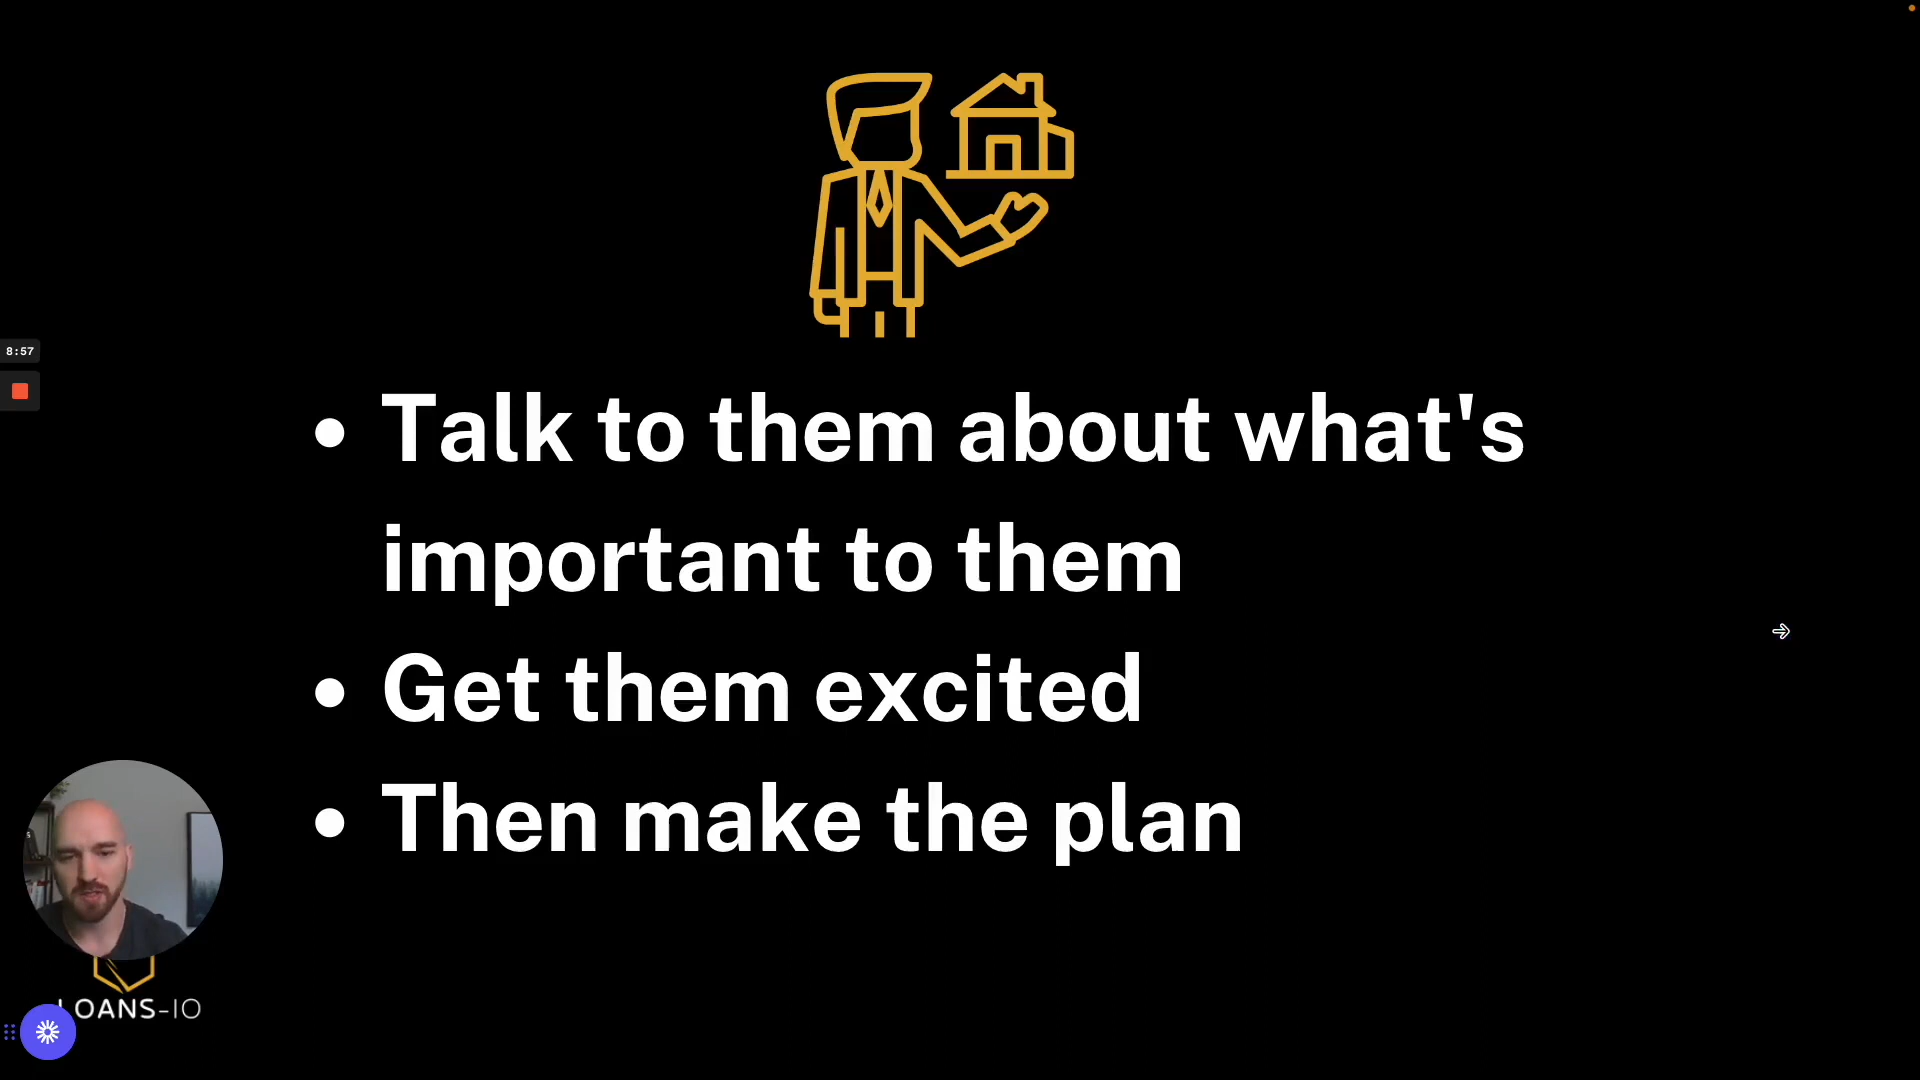 8:57
• Talk to them about what's
important to them
• Get them excited
• Then make the plan
LOANS-IO